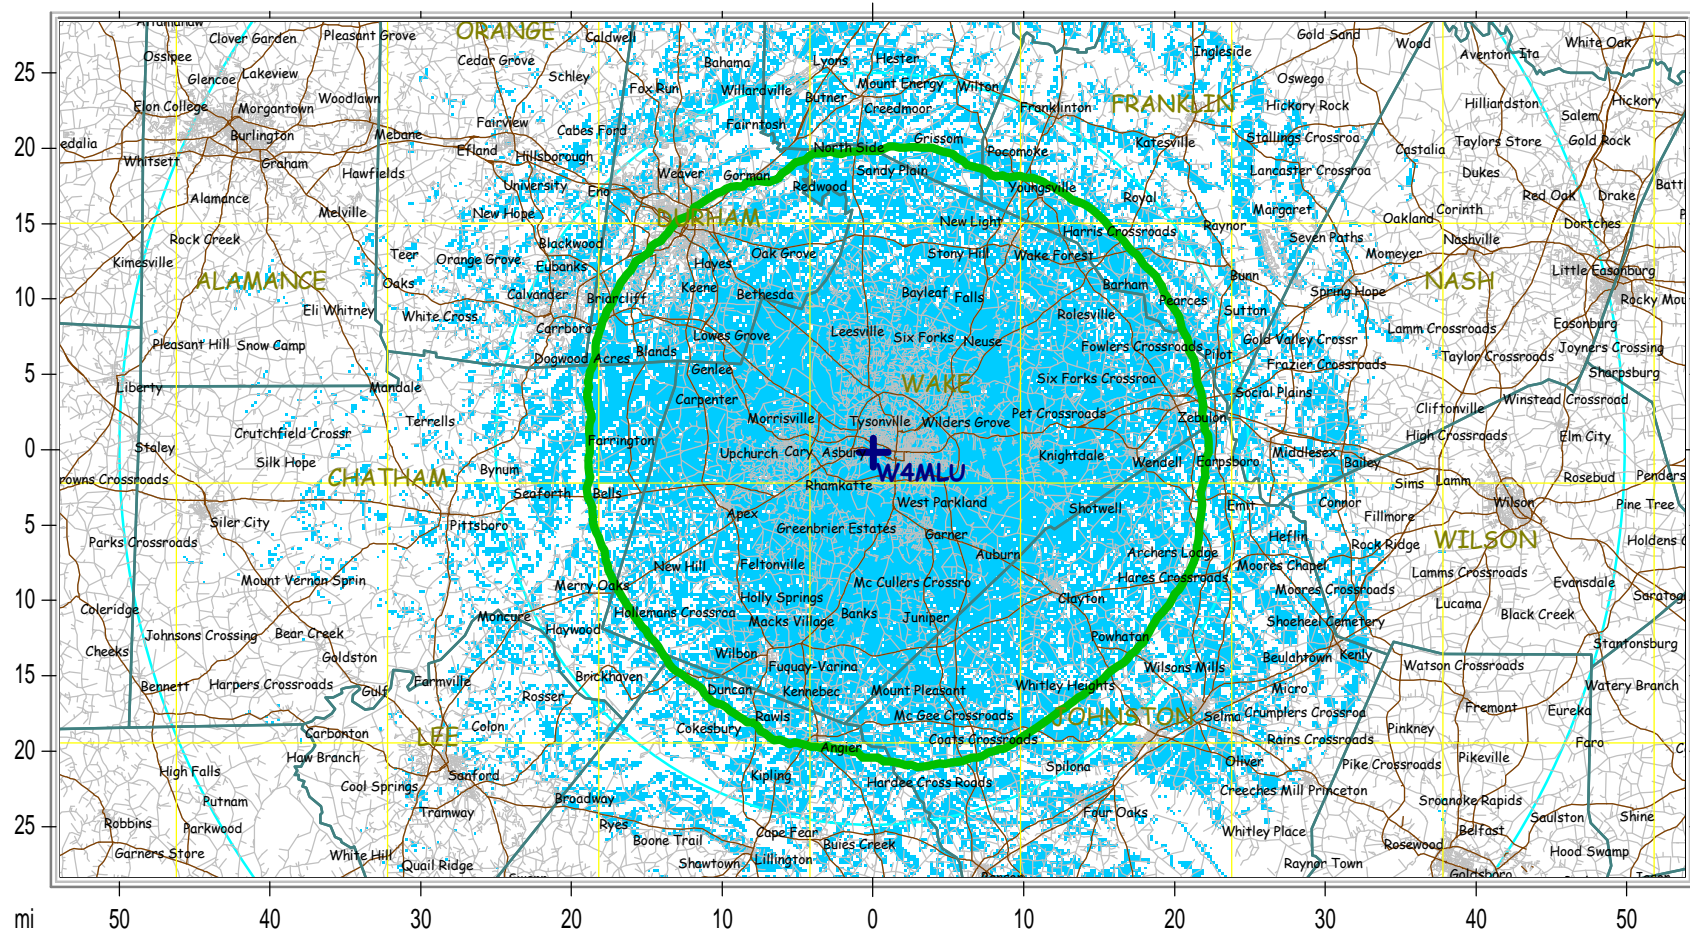 ORANGE
Clover Garden
Pleasant Grove
Caldwell
Gold Sand
Wood
White Oak
Ossipee
Cedar Grove
Bahama
Lyons
Hester
Ingleside
Aventon
Ita
25
Glencoe
Lakeview
Schley
Fox Run
Willardville
Mount Energy
Wilton
Oswego
Elon College
Morgantown
Woodlawn
Butner
Creedmoor
Franklinton
FRANKLIN
Hickory Rock
Hilliardston
Hickory
Salem
Burlington
Mebane
Fairview
Cabes Ford
Fairntosh
Grissom
Katesville
Stallings Crossroa
Taylors Store
Gold Rock
20
edalia
Whitsett
Graham
Efland
Hillsborough
North Side
Pocomoke
Castalia
Hawfields
Weaver
Gorman
Sandy Plain
Lancaster Crossroa
Dukes
Alamance
University
Eno
Redwood
Youngsville
Royal
Red Oak
Drake
Batt
Melville
New Hope
DURHAM
New Light
Margaret
Oakland
Corinth
Dortches
15
Rock Creek
Blackwood
Harris Crossroads
Raynor
Seven Paths
Nashville
Kimesville
Teer
Orange Grove
Eubanks
Hayes
Oak Grove
Stony Hill
Wake Forest
Momeyer
Little Easonburg
ALAMANCE
Oaks
Calvander
Briarcliff
Keene
Bethesda
Bayleaf
Falls
Barham
Bunn
Spring Hope
NASH
10
Eli Whitney
White Cross
Pearces
Rocky Mou
Carrboro
Lowes Grove
Leesville
Six Forks
Neuse
Rolesville
Sutton
Lamm Crossroads
Easonburg
Pleasant Hill
Snow Camp
Dogwood Acres
Blands
Fowlers Crossroads
Pilot
Gold Valley Crossr
Taylor Crossroads
Joyners Crossing
5
Liberty
Mandale
Genlee
WAKE
Six Forks Crossroa
Frazier Crossroads
Sharpsburg
Carpenter
Social Plains
Winstead Crossroad
Terrells
Morrisville
Tysonville
Wilders Grove
Pet Crossroads
Zebulon
Cliftonville
0
Staley
Crutchfield Crossr
Farrington
High Crossroads
Elm City
Silk Hope
Bynum
Upchurch
Cary
Asbur
Knightdale
Wendell
Earpsboro
Middlesex
Bailey
rowns Crossroads
CHATHAM
W4MLU
Sims
Lamm
Rosebud
Penders
Seaforth
Bells
Rhamkatte
West Parkland
Shotwell
Emit
Connor
Wilson
Pine Tree
5
Siler City
Pittsboro
Apex
Greenbrier Estates
Garner
Fillmore
Parks Crossroads
Auburn
Archers Lodge
Heflin
Rock Ridge
WILSON
Holdens C
Mount Vernon Sprin
Merry Oaks
New Hill
Feltonville
Mc Cullers Crossro
Hares Crossroads
Moores Chapel
Lamms Crossroads
Evansdale
10
Coleridge
Moncure
Hollemans Crossroa
Holly Springs
Banks
Juniper
Clayton
Moores Crossroads
Lucama
Black Creek
Saratog
Johnsons Crossing
Bear Creek
Haywood
Macks Village
Powhatan
Shoeheel Cemetery
Cheeks
Goldston
Wilbon
Fuquay-Varina
Wilsons Mills
Beulahtown
Kenly
Watson Crossroads
Stantonsburg
15
Bennett
Harpers Crossroads
Gulf
Farmville
Rosser
Brickhaven
Duncan
Kennebec
Mount Pleasant
Whitley Heights
Micro
Watery Branch
Colon
Cokesbury
Rawls
Mc Gee Crossroads
JOHNSTON
Selma
Crumplers Crossroa
Pinkney
Fremont
Eureka
20
Carbonton
LEE
Angier
Coats Crossroads
Rains Crossroads
Faro
High Falls
Haw Branch
Sanford
Kipling
Hardee Cross Roads
Spilona
Oliver
Pike Crossroads
Pikeville
Putnam
Cool Springs
Broadway
Creeches Mill
Princeton
Sroanoke Rapids
25
Robbins
Parkwood
Tramway
Ryes
Cape Fear
Four Oaks
Whitley Place
Belfast
Saulston
Shine
Garners Store
White Hill
Quail Ridge
Boone Trail
Shawtown
Lillington
Buies Creek
Raynor Town
Rosewood
Goldsboro
Hood Swamp
mi 50 40 30 20 10 0 10 20 30 40 50